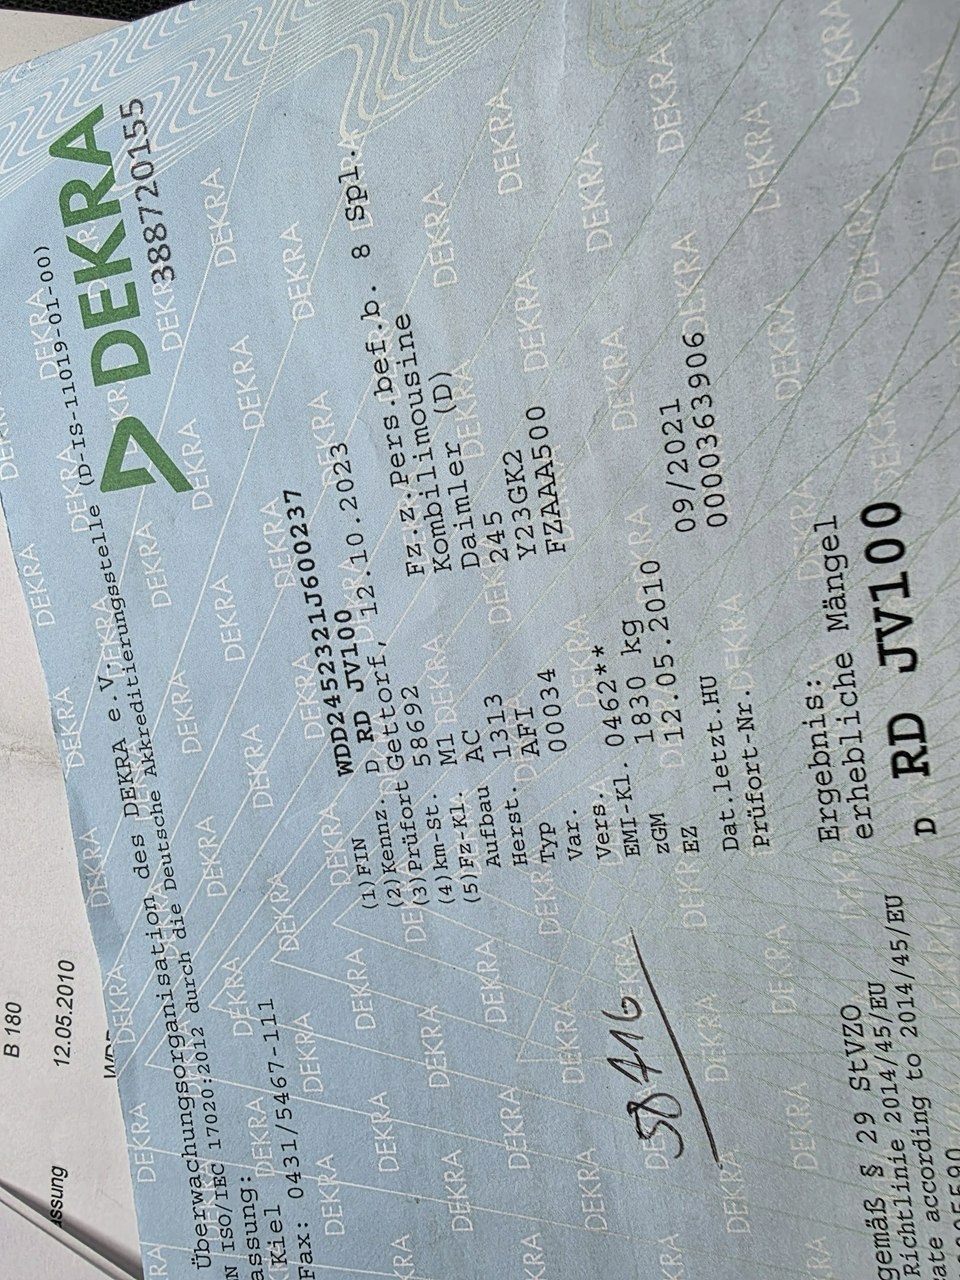 B 180
12.05.2010
assung
DEKRA
388720155
Überwachungsorganisation des DEKRA e.V.
N ISO/IEC 17020:2012 durch die Deutsche Akkreditierungsstelle (D-IS-11019-01-00)
assung:
Kiel
Fax: 0431/5467-111
(1)FIN WDD2452321J600237
(2)Kennz. D RD JV100
(3)Prüfort Gettorf, 12.10.2023
(4)km-St. 58692
(5)Fz-Kl. M1 Fz.z.Pers.bef.b. 8 Spl.
Aufbau AC Kombilimousine
Herst. 1313 Daimler (D)
Typ AFI 245
Var. 00034 Y23GK2
Vers. FZAAA500
EMI-Kl. 0462**
zGM 1830 kg
EZ 12.05.2010
Dat.letzt.HU 09/2021
Prüfort-Nr. 0000363906
58416
Ergebnis:
erhebliche Mängel
D RD JV100
gemäß § 29 StVZO
Richtlinie 2014/45/EU
ate according to 2014/45/EU